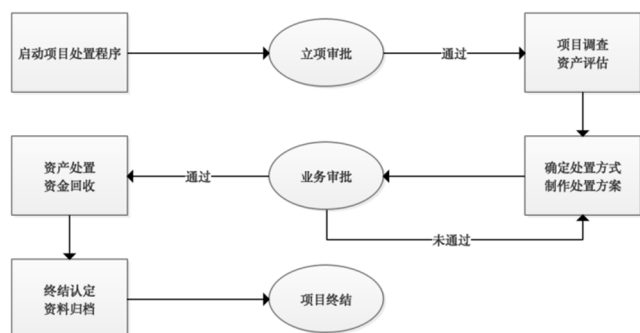 启动项目处置程序
立项审批
通过
项目调查
资产评估
确定处置方式
制作处置方案
业务审批
通过
资产处置
资金回收
未通过
终结认定
资料归档
项目终结